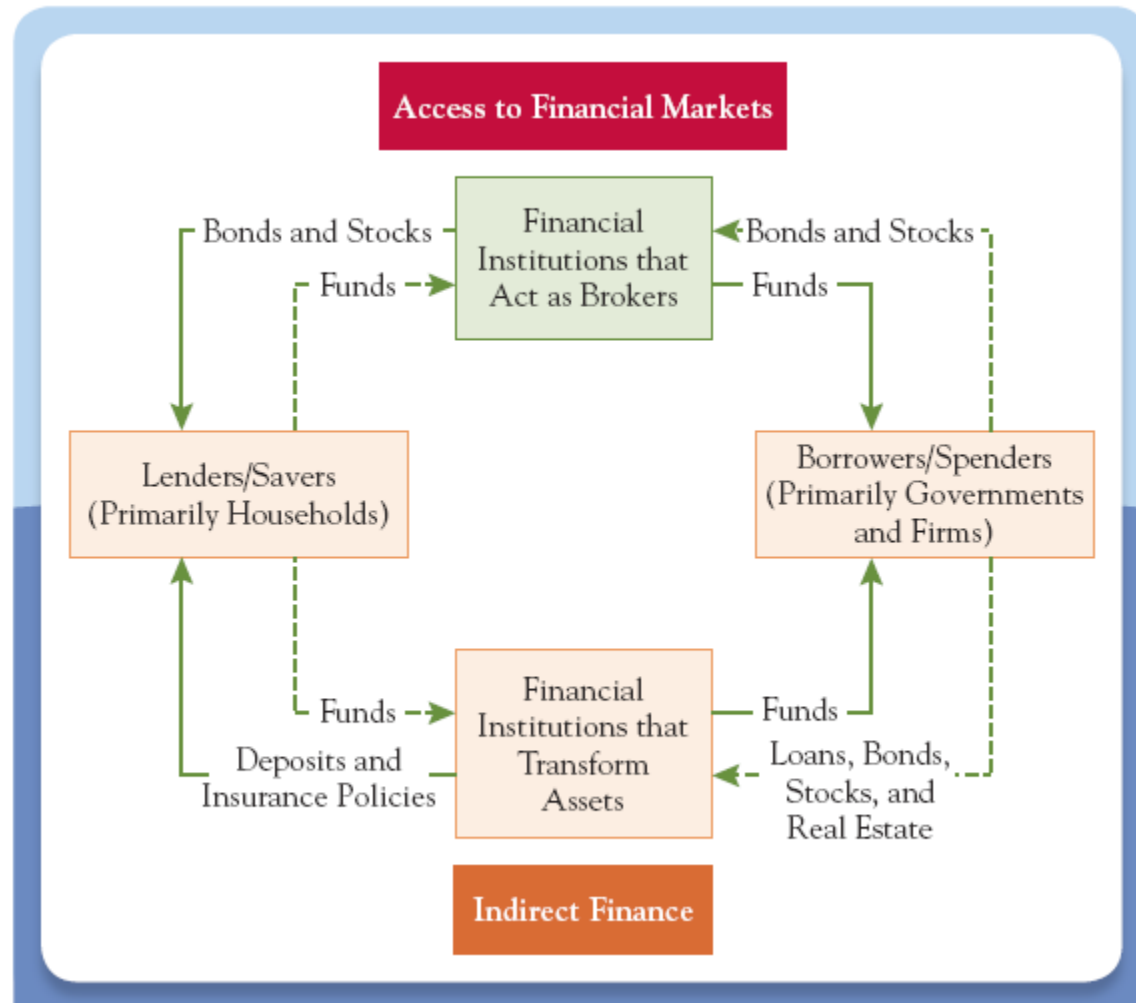 Access to Financial Markets
Financial
Institutions that
Act as Brokers
Bonds and Stocks
Funds
Bonds and Stocks
Funds
Lenders/Savers
(Primarily Households)
Borrowers/Spenders
(Primarily Governments
and Firms)
Funds
Deposits and
Insurance Policies
Financial
Institutions that
Transform
Assets
Funds
Loans, Bonds,
Stocks, and
Real Estate
Indirect Finance